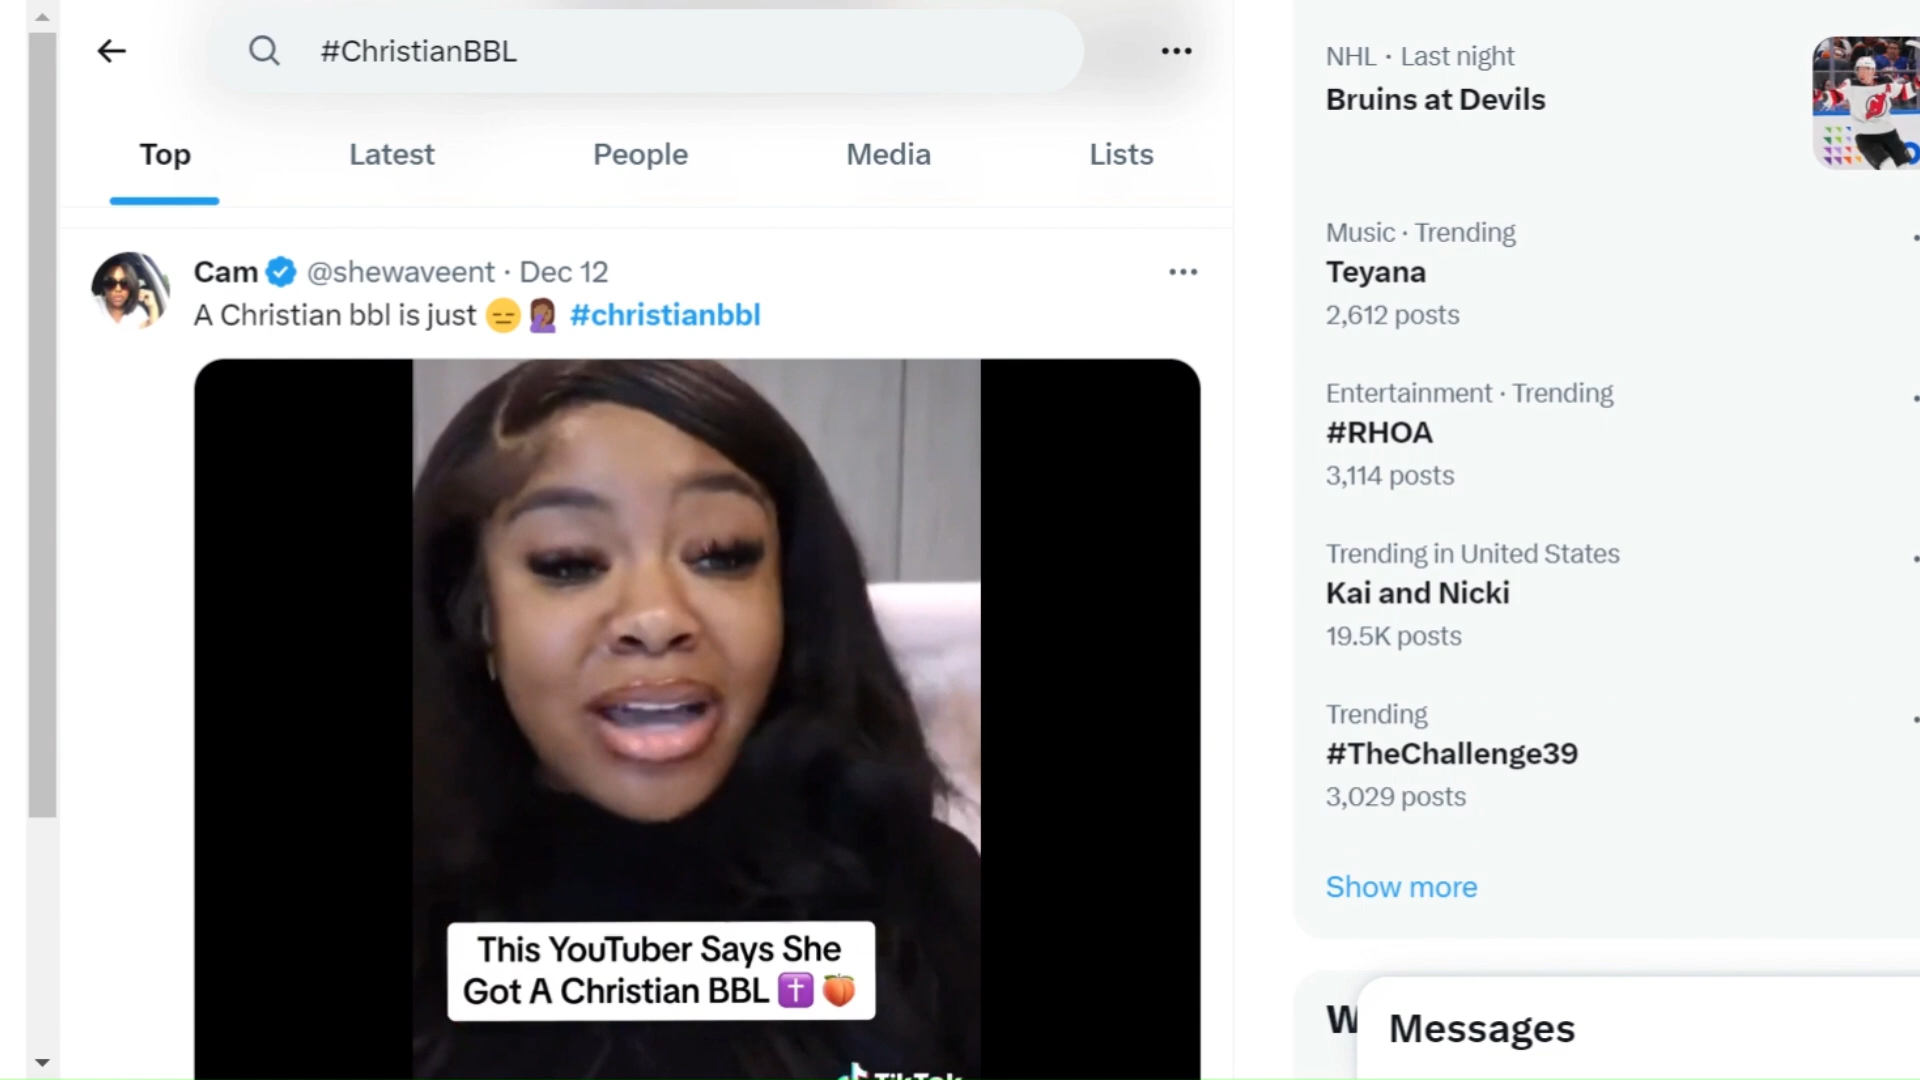 #ChristianBBL
Top
Latest
People
Media
Lists
Cam @shewaveent · Dec 12
A Christian bbl is just 😑🤦🏾‍♀️ #christianbbl
This YouTuber Says She
Got A Christian BBL ✝️🍑
TikTok
NHL · Last night
Bruins at Devils
Music · Trending
Teyana
2,612 posts
Entertainment · Trending
#RHOA
3,114 posts
Trending in United States
Kai and Nicki
19.5K posts
Trending
#TheChallenge39
3,029 posts
Show more
Messages